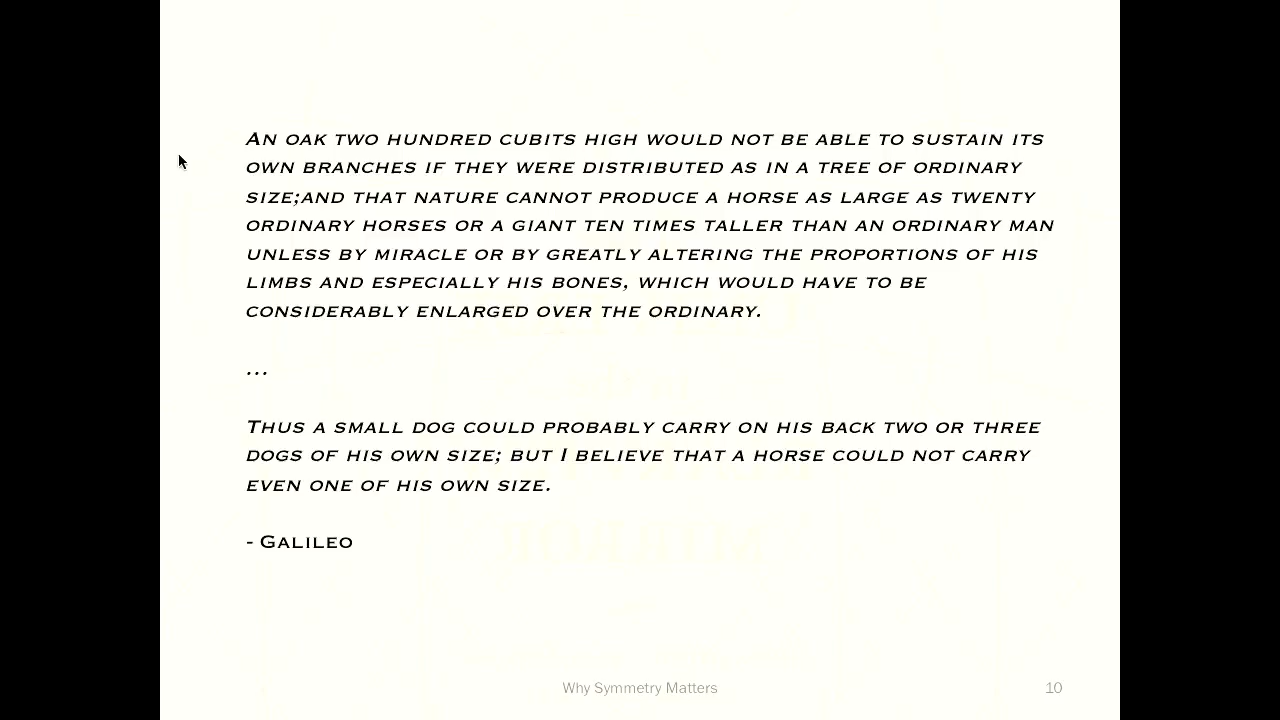 AN OAK TWO HUNDRED CUBITS HIGH WOULD NOT BE ABLE TO SUSTAIN ITS
OWN BRANCHES IF THEY WERE DISTRIBUTED AS IN A TREE OF ORDINARY
SIZE;AND THAT NATURE CANNOT PRODUCE A HORSE AS LARGE AS TWENTY
ORDINARY HORSES OR A GIANT TEN TIMES TALLER THAN AN ORDINARY MAN
UNLESS BY MIRACLE OR BY GREATLY ALTERING THE PROPORTIONS OF HIS
LIMBS AND ESPECIALLY HIS BONES, WHICH WOULD HAVE TO BE
CONSIDERABLY ENLARGED OVER THE ORDINARY.
...
THUS A SMALL DOG COULD PROBABLY CARRY ON HIS BACK TWO OR THREE
DOGS OF HIS OWN SIZE; BUT I BELIEVE THAT A HORSE COULD NOT CARRY
EVEN ONE OF HIS OWN SIZE.
- GALILEO
Why Symmetry Matters
10